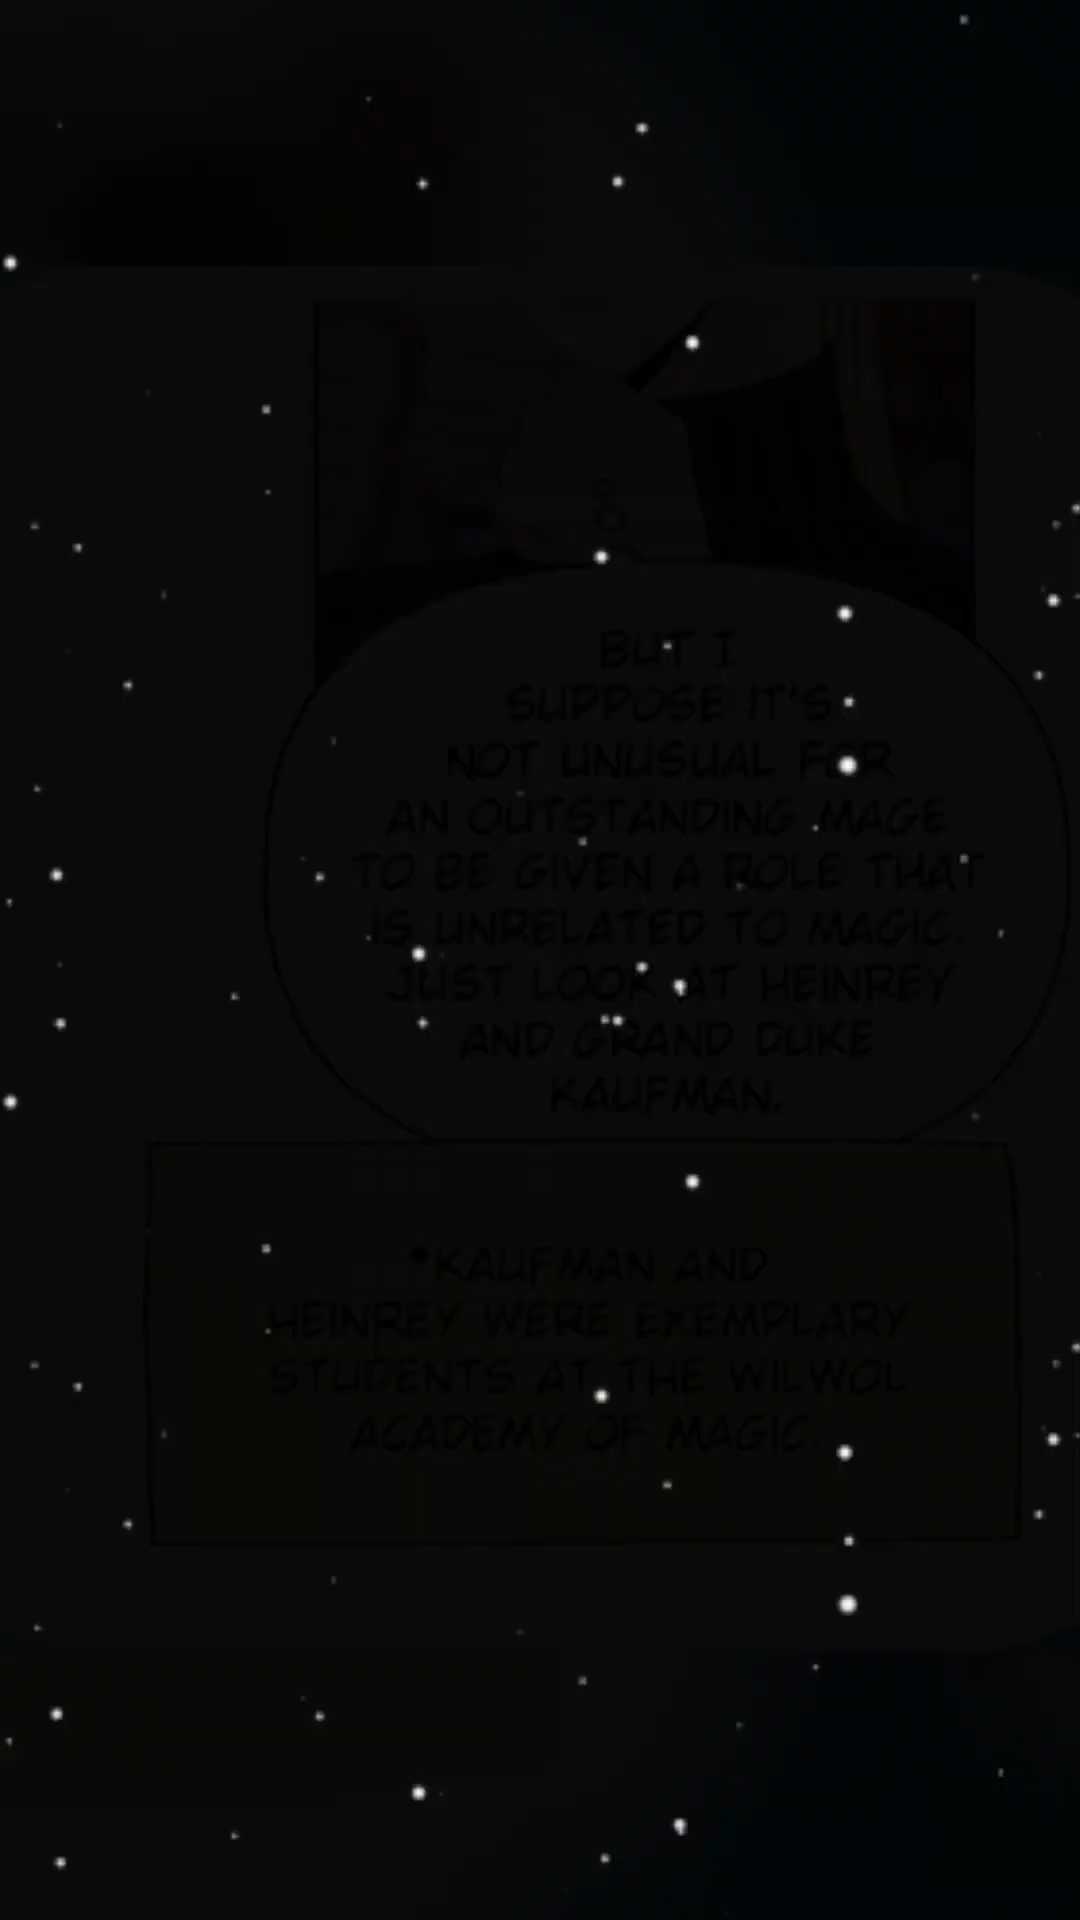 BUT I
SUPPOSE IT'S
NOT UNUSUAL FOR
AN OUTSTANDING MAGE
TO BE GIVEN A ROLE THAT
IS UNRELATED TO MAGIC.
JUST LOOK AT HEINREY
AND GRAND DUKE
KAUFMAN.
*KAUFMAN AND
HEINREY WERE EXEMPLARY
STUDENTS AT THE WILWOL
ACADEMY OF MAGIC.